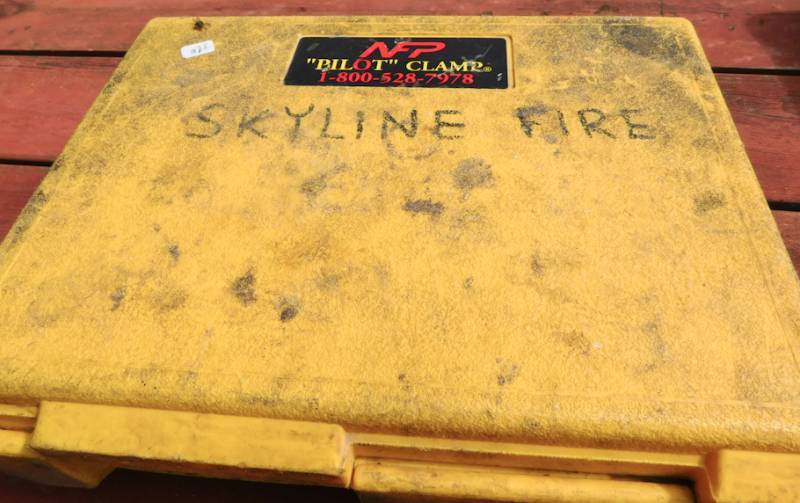 NFP
"PILOT" CLAMP®
1-800-528-7978
SKYLINE FIRE